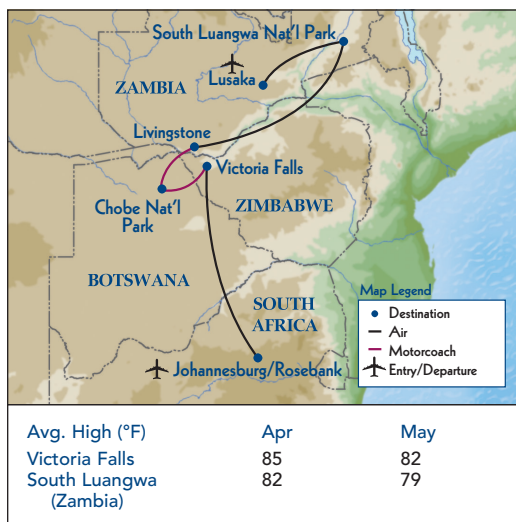 South Luangwa Nat'l Park
Lusaka
ZAMBIA
Livingstone
Victoria Falls
Chobe Nat'l
Park
ZIMBABWE
BOTSWANA
SOUTH
AFRICA
Johannesburg/Rosebank
Map Legend
Destination
Air
Motorcoach
Entry/Departure
Avg. High (°F) Apr May
Victoria Falls 85 82
South Luangwa 82 79
(Zambia)